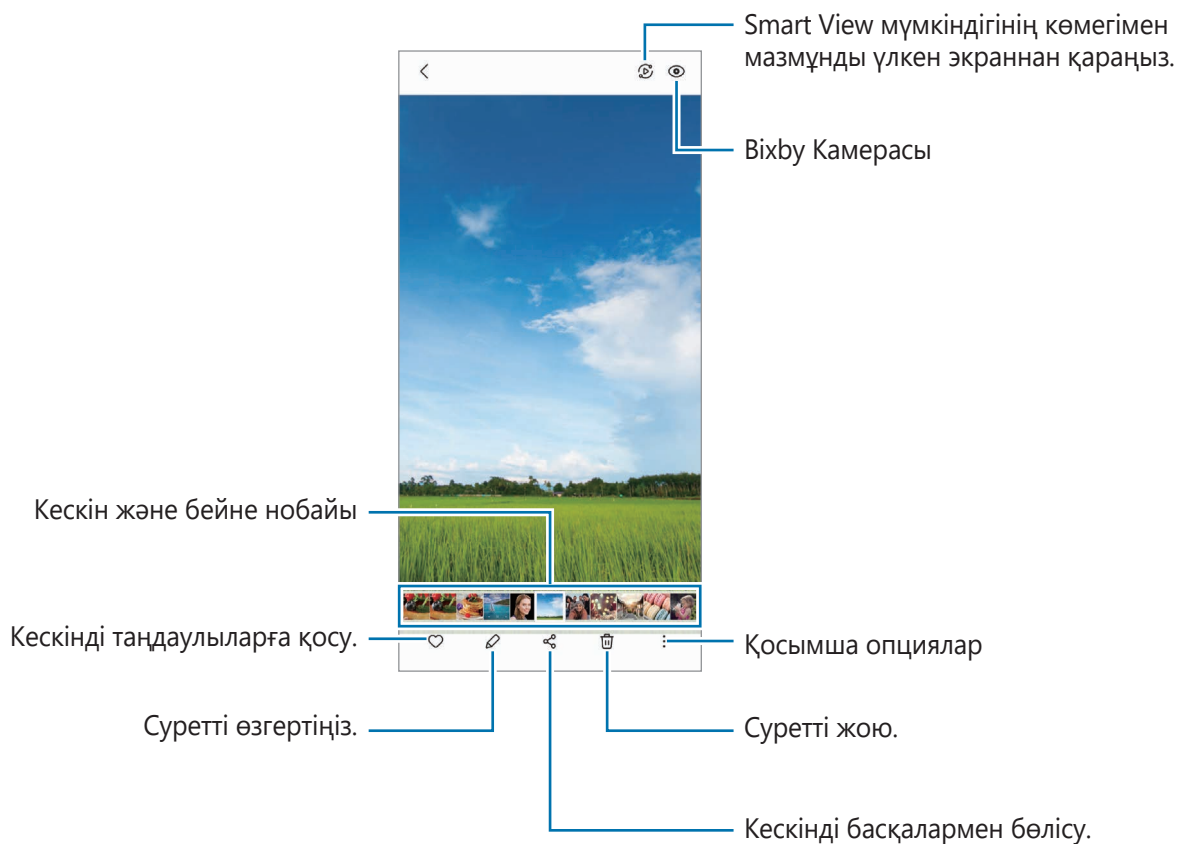 Smart View мүмкіндігінің көмегімен
мазмұнды үлкен экраннан қараңыз.
Bixby Камерасы
Кескін және бейне нобайы
Кескінді таңдаулыларға қосу.
Қосымша опциялар
Суретті өзгертіңіз.
Суретті жою.
Кескінді басқалармен бөлісу.